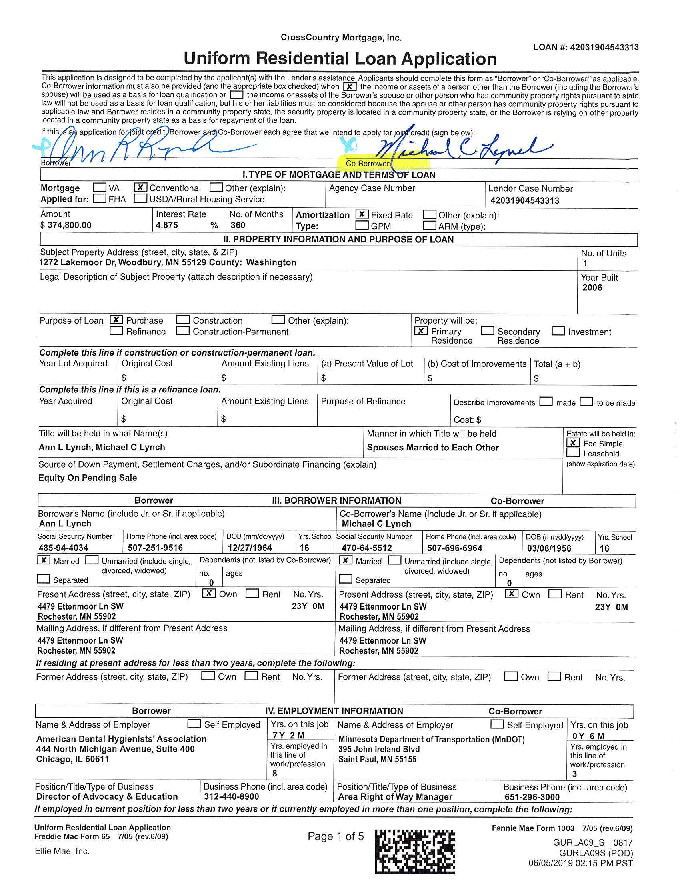 CrossCountry Mortgage, Inc.
LOAN #: 42031904543313
Uniform Residential Loan Application
This application is designed to be completed by the applicant(s) with the Lender's assistance. Applicants should complete this form as "Borrower" or "Co-Borrower" as applicable.
Co-Borrower information must also be provided (and the appropriate box checked) when [X] the income or assets of a person other than the Borrower (including the Borrower's
spouse) will be used as a basis for loan qualification or [ ] the income or assets of the Borrower's spouse or other person who has community property rights pursuant to state
law will not be used as a basis for loan qualification, but his or her liabilities must be considered because the spouse or other person has community property rights pursuant to
applicable law and Borrower resides in a community property state, the security property is located in a community property state, or the Borrower is relying on other property
located in a community property state as a basis for repayment of the loan.
If this is an application for joint credit, Borrower and Co-Borrower each agree that we intend to apply for joint credit (sign below):
Ann R Lynch Michael C Lynch
Borrower Co-Borrower
I. TYPE OF MORTGAGE AND TERMS OF LOAN
Mortgage [ ] VA [X] Conventional [ ] Other (explain): Agency Case Number Lender Case Number
Applied for: [ ] FHA [ ] USDA/Rural Housing Service 42031904543313
Amount Interest Rate No. of Months Amortization [X] Fixed Rate [ ] Other (explain):
$ 374,800.00 4.875 % 360 Type: [ ] GPM [ ] ARM (type):
II. PROPERTY INFORMATION AND PURPOSE OF LOAN
Subject Property Address (street, city, state, & ZIP) No. of Units
1272 Lakemoor Dr, Woodbury, MN 55129 County: Washington 1
Legal Description of Subject Property (attach description if necessary) Year Built
2006
Purpose of Loan [X] Purchase [ ] Construction [ ] Other (explain): Property will be:
[ ] Refinance [ ] Construction-Permanent [X] Primary Residence [ ] Secondary Residence [ ] Investment
Complete this line if construction or construction-permanent loan.
Year Lot Acquired Original Cost Amount Existing Liens (a) Present Value of Lot (b) Cost of Improvements Total (a + b)
$ $ $ $ $
Complete this line if this is a refinance loan.
Year Acquired Original Cost Amount Existing Liens Purpose of Refinance Describe Improvements [ ] made [ ] to be made
$ $ Cost: $
Title will be held in what Name(s) Manner in which Title will be held Estate will be held in:
Ann L Lynch, Michael C Lynch Spouses Married to Each Other [X] Fee Simple
[ ] Leasehold
Source of Down Payment, Settlement Charges, and/or Subordinate Financing (explain) (show expiration date)
Equity On Pending Sale
Borrower III. BORROWER INFORMATION Co-Borrower
Borrower's Name (include Jr. or Sr. if applicable) Co-Borrower's Name (include Jr. or Sr. if applicable)
Ann L Lynch Michael C Lynch
Social Security Number Home Phone (incl. area code) DOB (mm/dd/yyyy) Yrs. School Social Security Number Home Phone (incl. area code) DOB (mm/dd/yyyy) Yrs. School
485-94-4034 507-251-9516 12/27/1964 16 470-64-5512 507-696-6964 03/06/1956 16
[X] Married [ ] Unmarried (include single, divorced, widowed) Dependents (not listed by Co-Borrower) [X] Married [ ] Unmarried (include single, divorced, widowed) Dependents (not listed by Borrower)
[ ] Separated no. 0 ages [ ] Separated no. 0 ages
Present Address (street, city, state, ZIP) [X] Own [ ] Rent No. Yrs. Present Address (street, city, state, ZIP) [X] Own [ ] Rent No. Yrs.
4479 Ettenmoor Ln SW 23Y 0M 4479 Ettenmoor Ln SW 23Y 0M
Rochester, MN 55902 Rochester, MN 55902
Mailing Address, if different from Present Address Mailing Address, if different from Present Address
4479 Ettenmoor Ln SW 4479 Ettenmoor Ln SW
Rochester, MN 55902 Rochester, MN 55902
If residing at present address for less than two years, complete the following:
Former Address (street, city, state, ZIP) [ ] Own [ ] Rent No. Yrs. Former Address (street, city, state, ZIP) [ ] Own [ ] Rent No. Yrs.
Borrower IV. EMPLOYMENT INFORMATION Co-Borrower
Name & Address of Employer [ ] Self Employed Yrs. on this job Name & Address of Employer [ ] Self Employed Yrs. on this job
American Dental Hygienists' Association 7Y 2M Minnesota Department of Transportation (MnDOT) 0Y 6M
444 North Michigan Avenue, Suite 400 Yrs. employed in this line of work/profession 395 John Ireland Blvd Yrs. employed in this line of work/profession
Chicago, IL 60611 8 Saint Paul, MN 55155 3
Position/Title/Type of Business Business Phone (incl. area code) Position/Title/Type of Business Business Phone (incl. area code)
Director of Advocacy & Education 312-440-8900 Area Right of Way Manager 651-296-3000
If employed in current position for less than two years or if currently employed in more than one position, complete the following:
Uniform Residential Loan Application Fannie Mae Form 1003 7/05 (rev.6/09)
Freddie Mac Form 65 7/05 (rev.6/09) Page 1 of 5 GURLA09_S 0817
Ellie Mae, Inc. GURLA09S (POD)
06/05/2019 02:15 PM PST